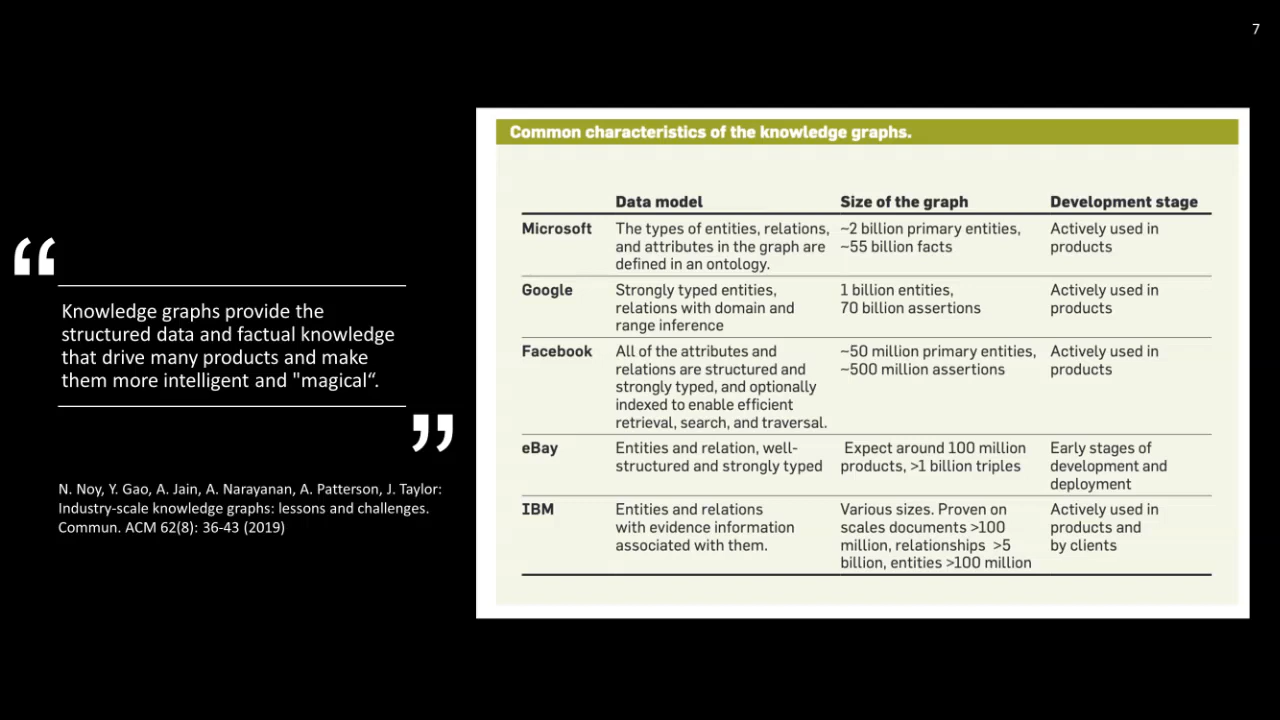 7
“
Knowledge graphs provide the
structured data and factual knowledge
that drive many products and make
them more intelligent and "magical“.
”
N. Noy, Y. Gao, A. Jain, A. Narayanan, A. Patterson, J. Taylor:
Industry-scale knowledge graphs: lessons and challenges.
Commun. ACM 62(8): 36-43 (2019)
Common characteristics of the knowledge graphs.
Data model Size of the graph Development stage
Microsoft The types of entities, relations, ~2 billion primary entities, Actively used in
and attributes in the graph are ~55 billion facts products
defined in an ontology.
Google Strongly typed entities, 1 billion entities, Actively used in
relations with domain and 70 billion assertions products
range inference
Facebook All of the attributes and ~50 million primary entities, Actively used in
relations are structured and ~500 million assertions products
strongly typed, and optionally
indexed to enable efficient
retrieval, search, and traversal.
eBay Entities and relation, well- Expect around 100 million Early stages of
structured and strongly typed products, >1 billion triples development and
deployment
IBM Entities and relations Various sizes. Proven on Actively used in
with evidence information scales documents >100 products and
associated with them. million, relationships >5 by clients
billion, entities >100 million